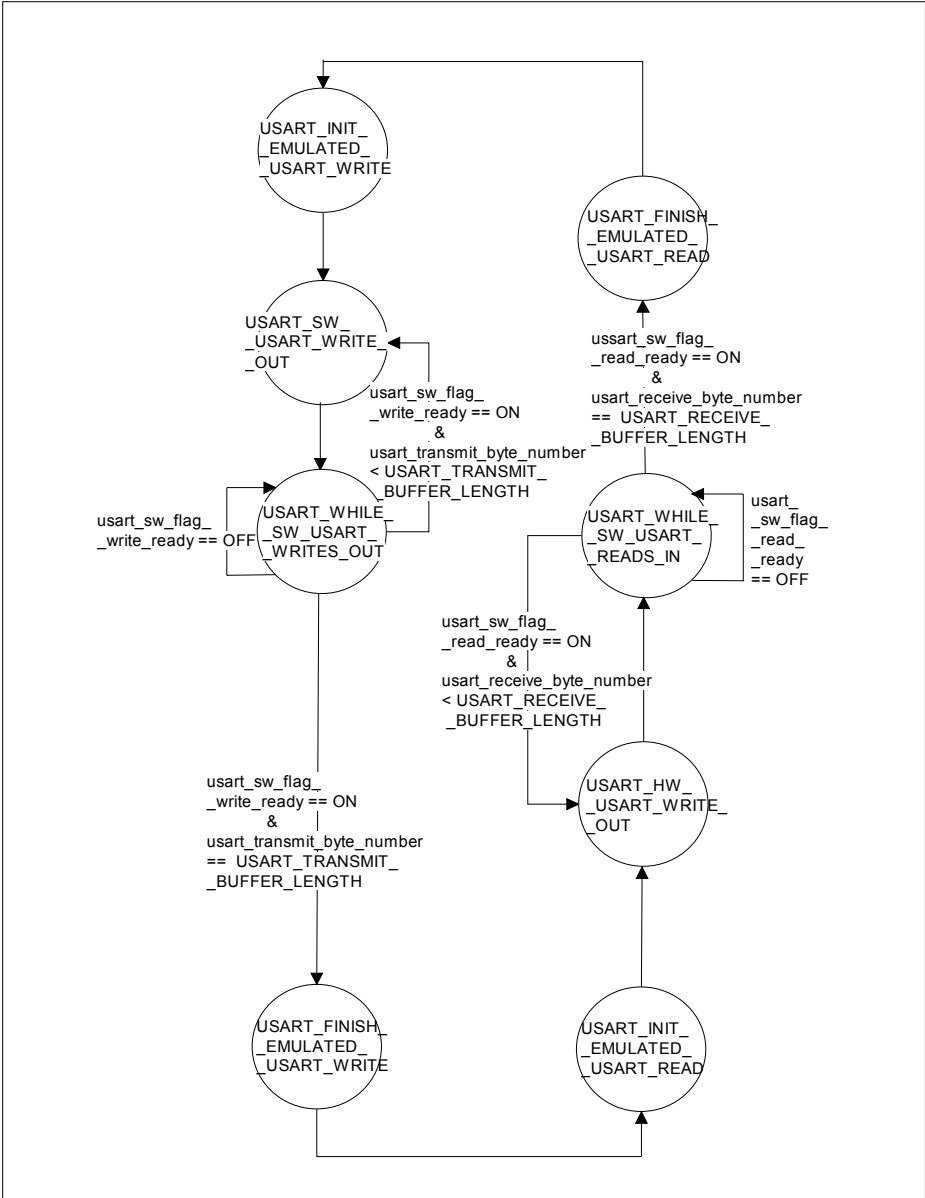 USART_INIT_
_EMULATED_
_USART_WRITE
USART_FINISH_
_EMULATED_
_USART_READ
USART_SW_
_USART_WRITE_
_OUT
ussart_sw_flag_
_read_ready == ON
&
usart_receive_byte_number
== USART_RECEIVE_
_BUFFER_LENGTH
usart_sw_flag_
_write_ready == ON
&
usart_transmit_byte_number
< USART_TRANSMIT_
_BUFFER_LENGTH
usart_sw_flag_
_write_ready == OFF
USART_WHILE_
_SW_USART_
_WRITES_OUT
USART_WHILE_
_SW_USART_
_READS_IN
usart_
_sw_flag_
_read_
_ready
== OFF
usart_sw_flag_
_read_ready == ON
&
usart_receive_byte_number
< USART_RECEIVE_
_BUFFER_LENGTH
usart_sw_flag_
_write_ready == ON
&
usart_transmit_byte_number
== USART_TRANSMIT_
_BUFFER_LENGTH
USART_HW_
_USART_WRITE_
_OUT
USART_FINISH_
_EMULATED_
_USART_WRITE
USART_INIT_
_EMULATED_
_USART_READ